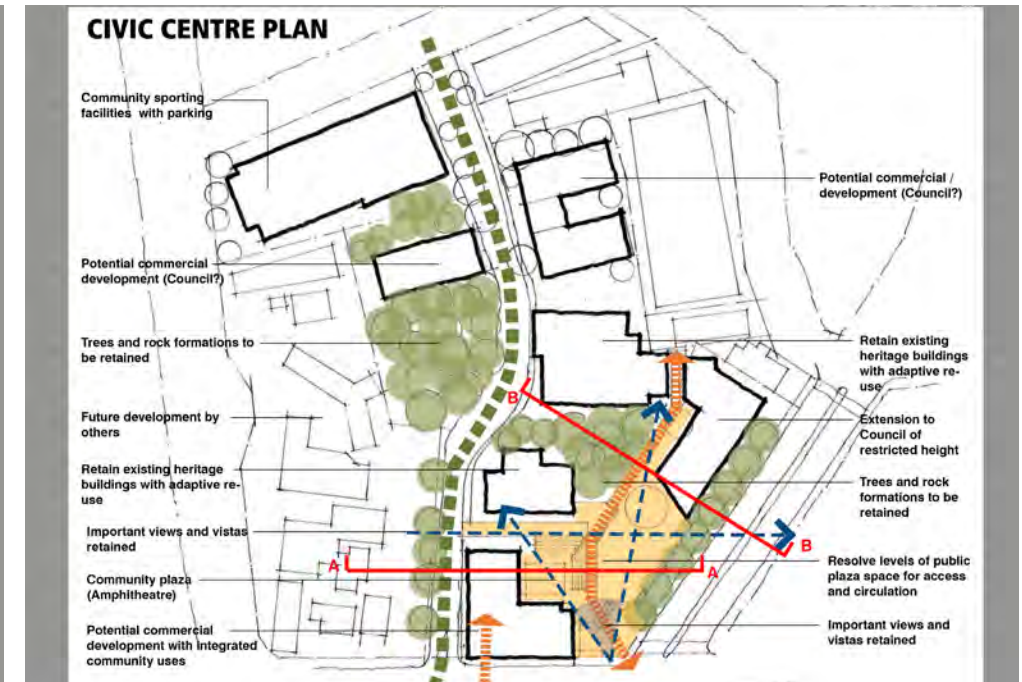 CIVIC CENTRE PLAN
Community sporting
facilities with parking
Potential commercial
development (Council?)
Trees and rock formations to
be retained
Future development by
others
Retain existing heritage
buildings with adaptive re-
use
Important views and vistas
retained
Community plaza
(Amphitheatre)
Potential commercial
development with integrated
community uses
Potential commercial /
development (Council?)
Retain existing
heritage buildings
with adaptive re-
use
Extension to
Council of
restricted height
Trees and rock
formations to be
retained
Resolve levels of public
plaza space for access
and circulation
Important views and
vistas retained
B
B
A
A